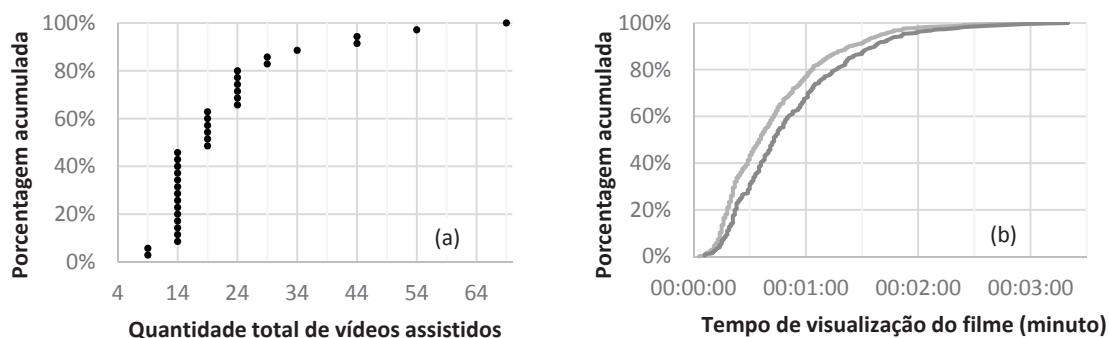 Porcentagem acumulada
100%
80%
60%
40%
20%
0%
4 14 24 34 44 54 64
(a)
Quantidade total de vídeos assistidos
Porcentagem acumulada
100%
80%
60%
40%
20%
0%
00:00:00 00:01:00 00:02:00 00:03:00
(b)
Tempo de visualização do filme (minuto)